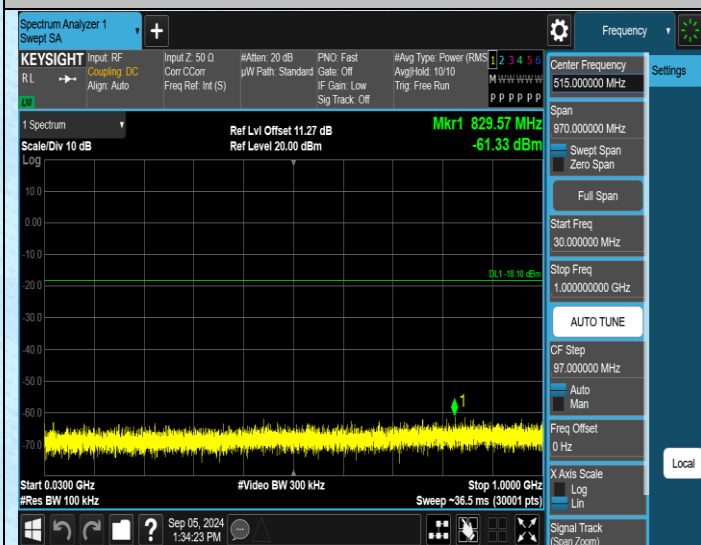 Spectrum Analyzer 1
Swept SA
Frequency
KEYSIGHT
RL
LXI
Input: RF
Coupling: DC
Align: Auto
Input Z: 50 Ω
Corr CCorr
Freq Ref: Int (S)
#Atten: 20 dB
µW Path: Standard
PNO: Fast
Gate: Off
IF Gain: Low
Sig Track: Off
#Avg Type: Power (RMS
Avg|Hold: 10/10
Trig: Free Run
1 2 3 4 5 6
M W W W W W
P P P P P P
1 Spectrum
Scale/Div 10 dB
Log
Ref Lvl Offset 11.27 dB
Ref Level 20.00 dBm
Mkr1 829.57 MHz
-61.33 dBm
10.0
0.00
-10.0
-20.0
-30.0
-40.0
-50.0
-60.0
-70.0
DL1 -18.10 dBm
1
Start 0.0300 GHz
#Res BW 100 kHz
#Video BW 300 kHz
Stop 1.0000 GHz
Sweep ~36.5 ms (30001 pts)
Sep 05, 2024
1:34:23 PM
Center Frequency
515.000000 MHz
Span
970.000000 MHz
Swept Span
Zero Span
Full Span
Start Freq
30.000000 MHz
Stop Freq
1.000000000 GHz
AUTO TUNE
CF Step
97.000000 MHz
Auto
Man
Freq Offset
0 Hz
X Axis Scale
Log
Lin
Signal Track
(Span Zoom)
Settings
Local